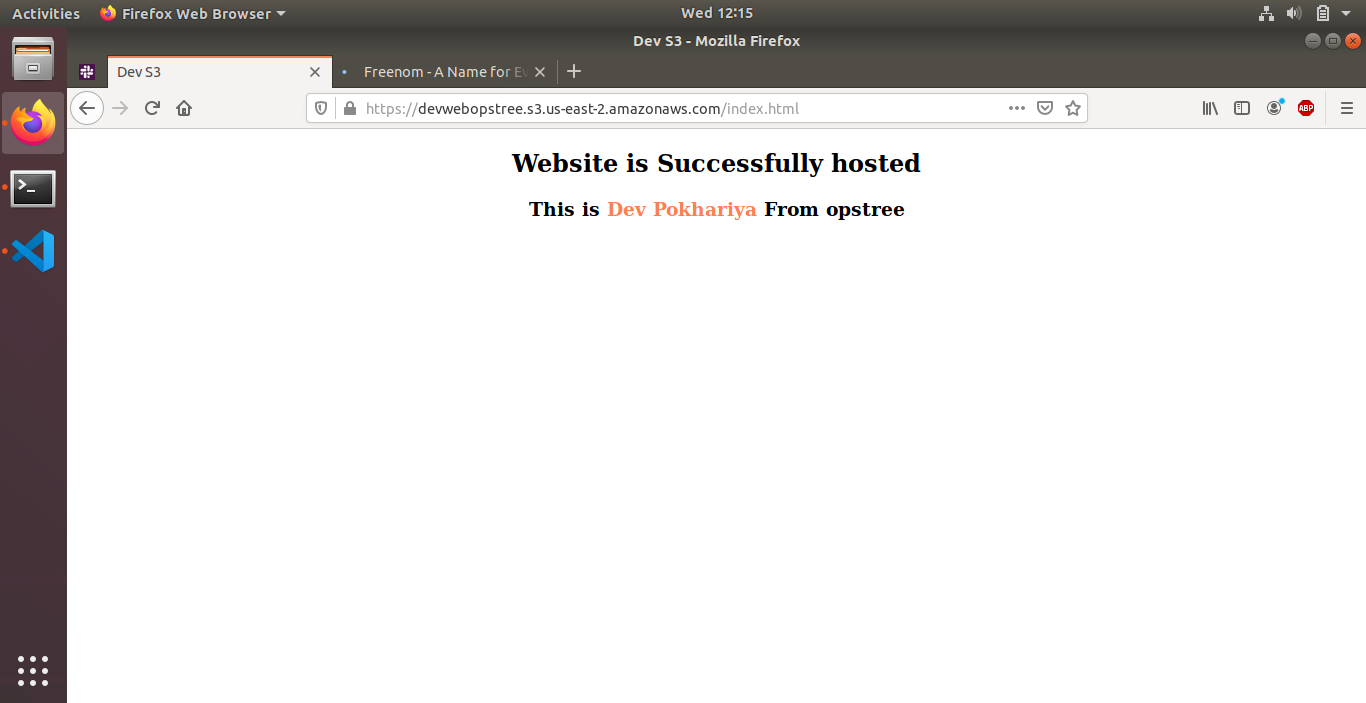 Activities
Firefox Web Browser
Wed 12:15
Dev S3 - Mozilla Firefox
Dev S3
Freenom - A Name for Ev
https://devwebopstree.s3.us-east-2.amazonaws.com/index.html
ABP
Website is Successfully hosted
This is Dev Pokhariya From opstree